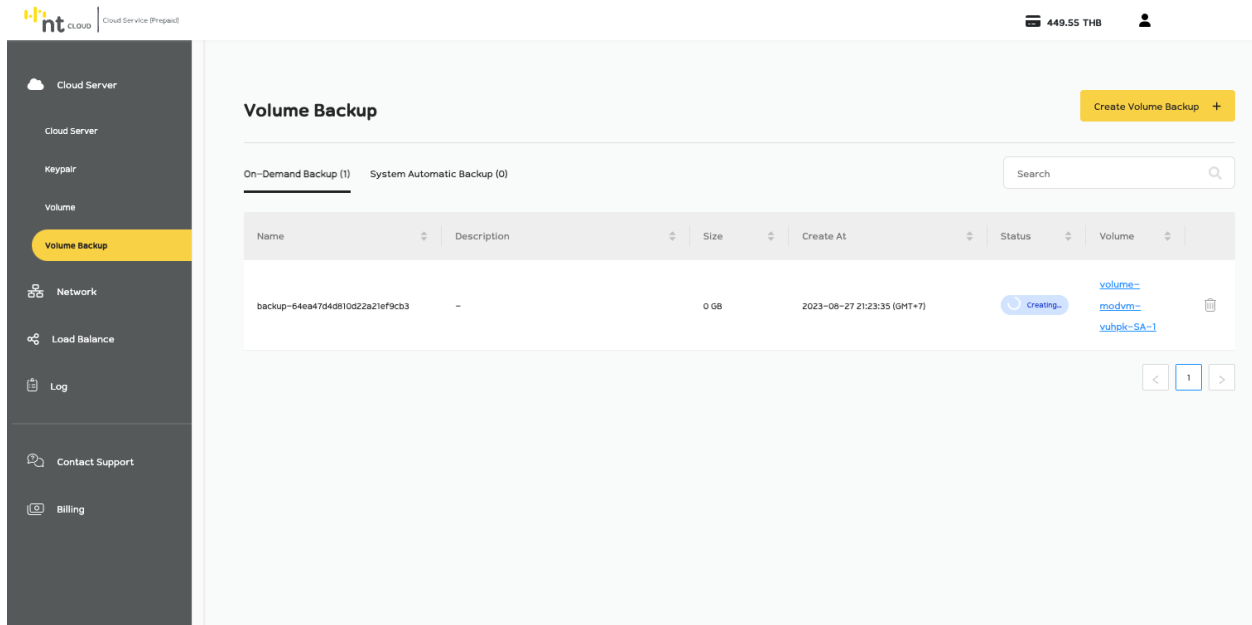 nt CLOUD Cloud Service (Prepaid)
449.55 THB
Cloud Server
Cloud Server
Keypair
Volume
Volume Backup
Network
Load Balance
Log
Contact Support
Billing
Volume Backup
Create Volume Backup +
On-Demand Backup (1) System Automatic Backup (0)
Search
Name Description Size Create At Status Volume
backup-64ea47d4d810d22a21ef9cb3 - 0 GB 2023-08-27 21:23:35 (GMT+7) Creating... volume-
modvm-
vuhpk-SA-1
< 1 >